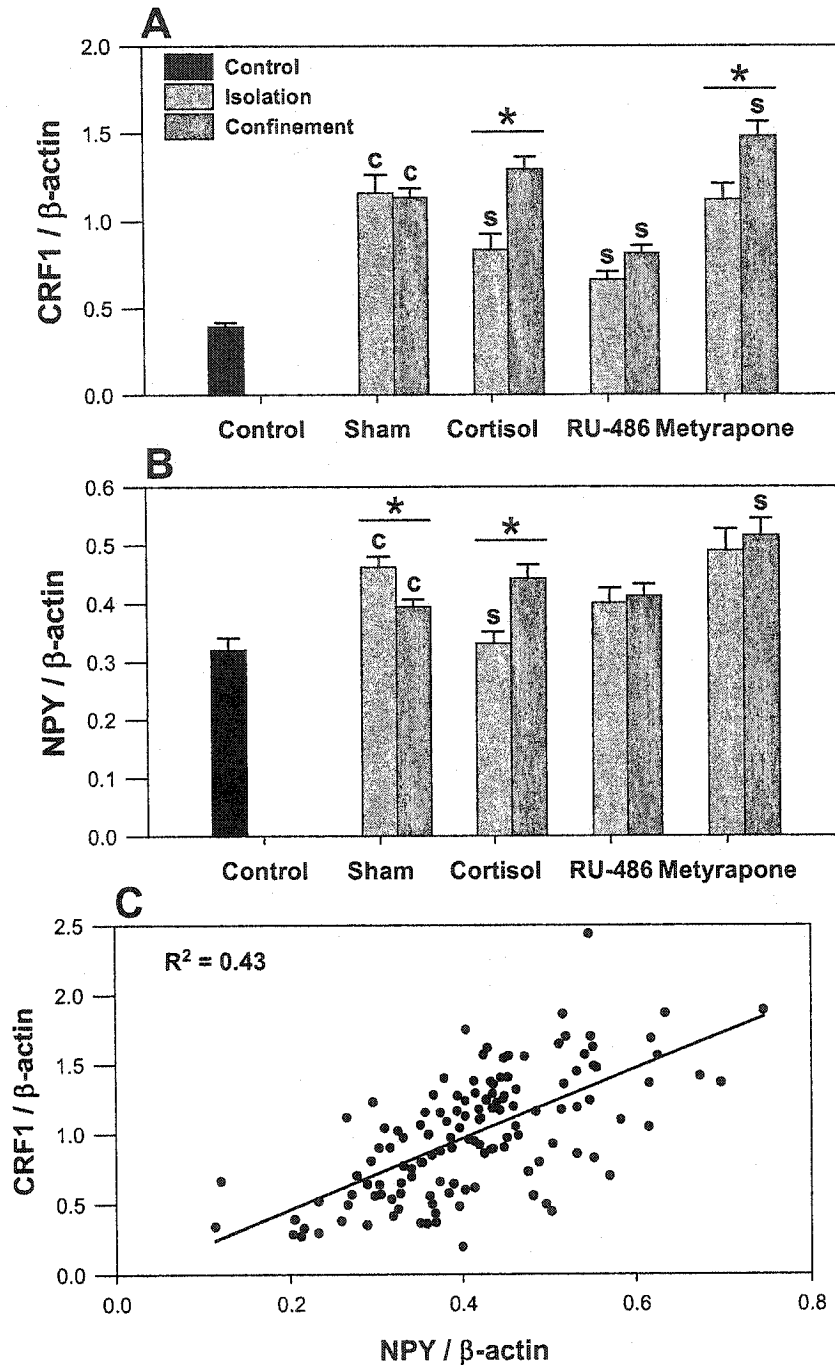 A
CRF1 / β-actin
2.0
1.5
1.0
0.5
0.0
Control
Isolation
Confinement
c c
* s
s s
* s
Control Sham Cortisol RU-486 Metyrapone
B
NPY / β-actin
0.6
0.5
0.4
0.3
0.2
0.1
0.0
* c c
* s
s
Control Sham Cortisol RU-486 Metyrapone
C
CRF1 / β-actin
2.5
2.0
1.5
1.0
0.5
0.0
R² = 0.43
0.0 0.2 0.4 0.6 0.8
NPY / β-actin